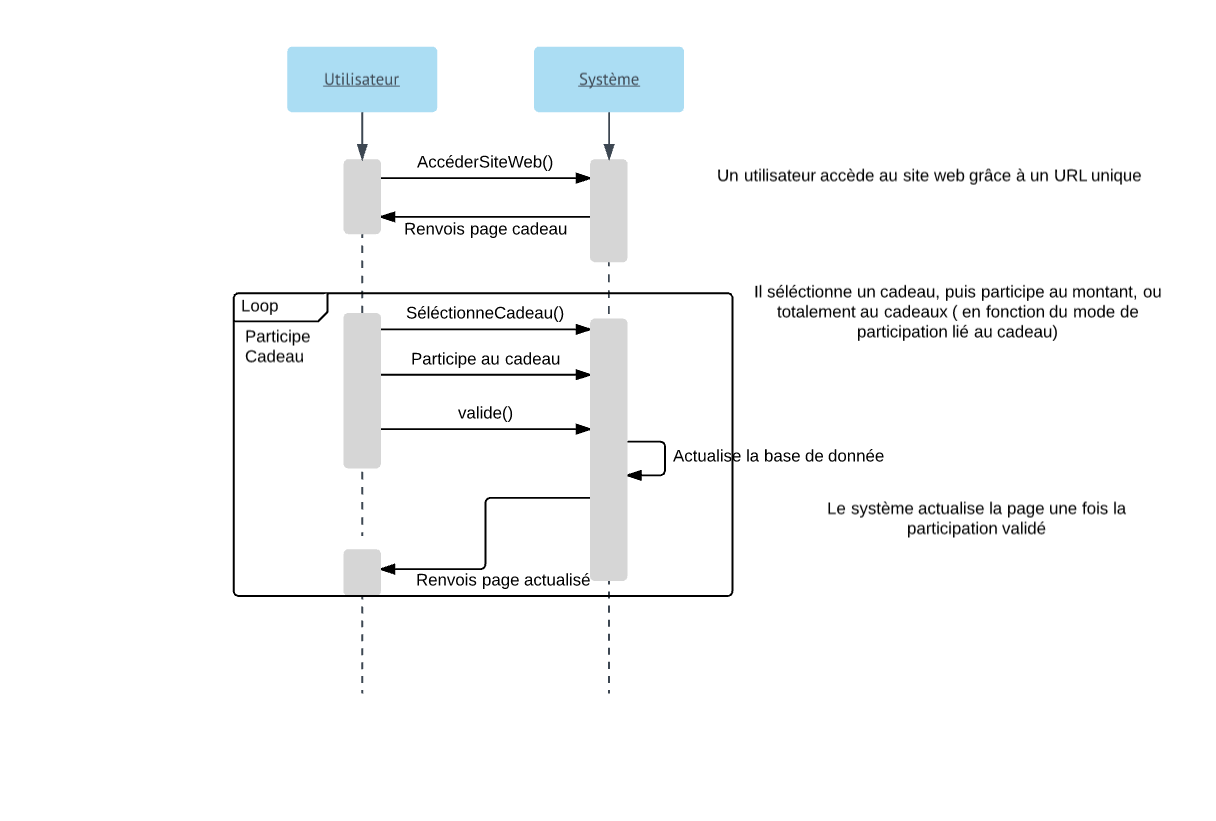 Utilisateur
Système
AccéderSiteWeb()
Un utilisateur accède au site web grâce à un URL unique
Renvois page cadeau
Loop
Participe
Cadeau
SéléctionneCadeau()
Il séléctionne un cadeau, puis participe au montant, ou
totalement au cadeaux ( en fonction du mode de
participation lié au cadeau)
Participe au cadeau
valide()
Actualise la base de donnée
Le système actualise la page une fois la
participation validé
Renvois page actualisé